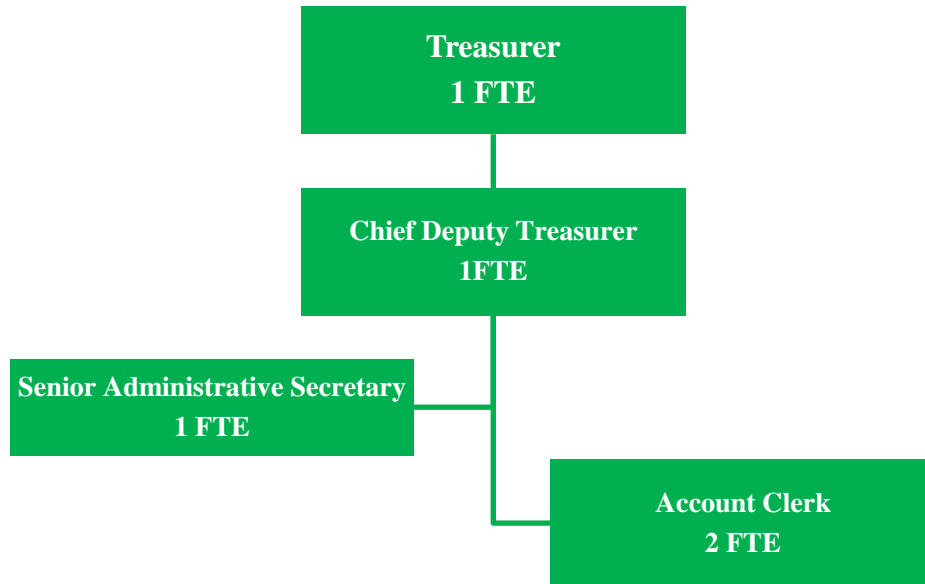 Treasurer
1 FTE
Chief Deputy Treasurer
1FTE
Senior Administrative Secretary
1 FTE
Account Clerk
2 FTE